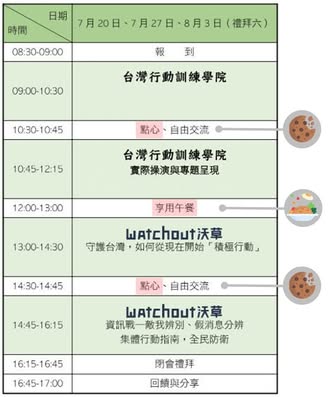 日期
時間
7月20日、7月27日、8月3日（禮拜六）
08:30-09:00 報 到
09:00-10:30 台灣行動訓練學院
10:30-10:45 點心、自由交流
10:45-12:15 台灣行動訓練學院
實際操演與專題呈現
12:00-13:00 享用午餐
13:00-14:30 watchout沃草
守護台灣，如何從現在開始「積極行動」
14:30-14:45 點心、自由交流
14:45-16:15 watchout沃草
資訊戰一敵我辨別、假消息分辨
集體行動指南，全民防衛
16:15-16:45 閉會禮拜
16:45-17:00 回饋與分享